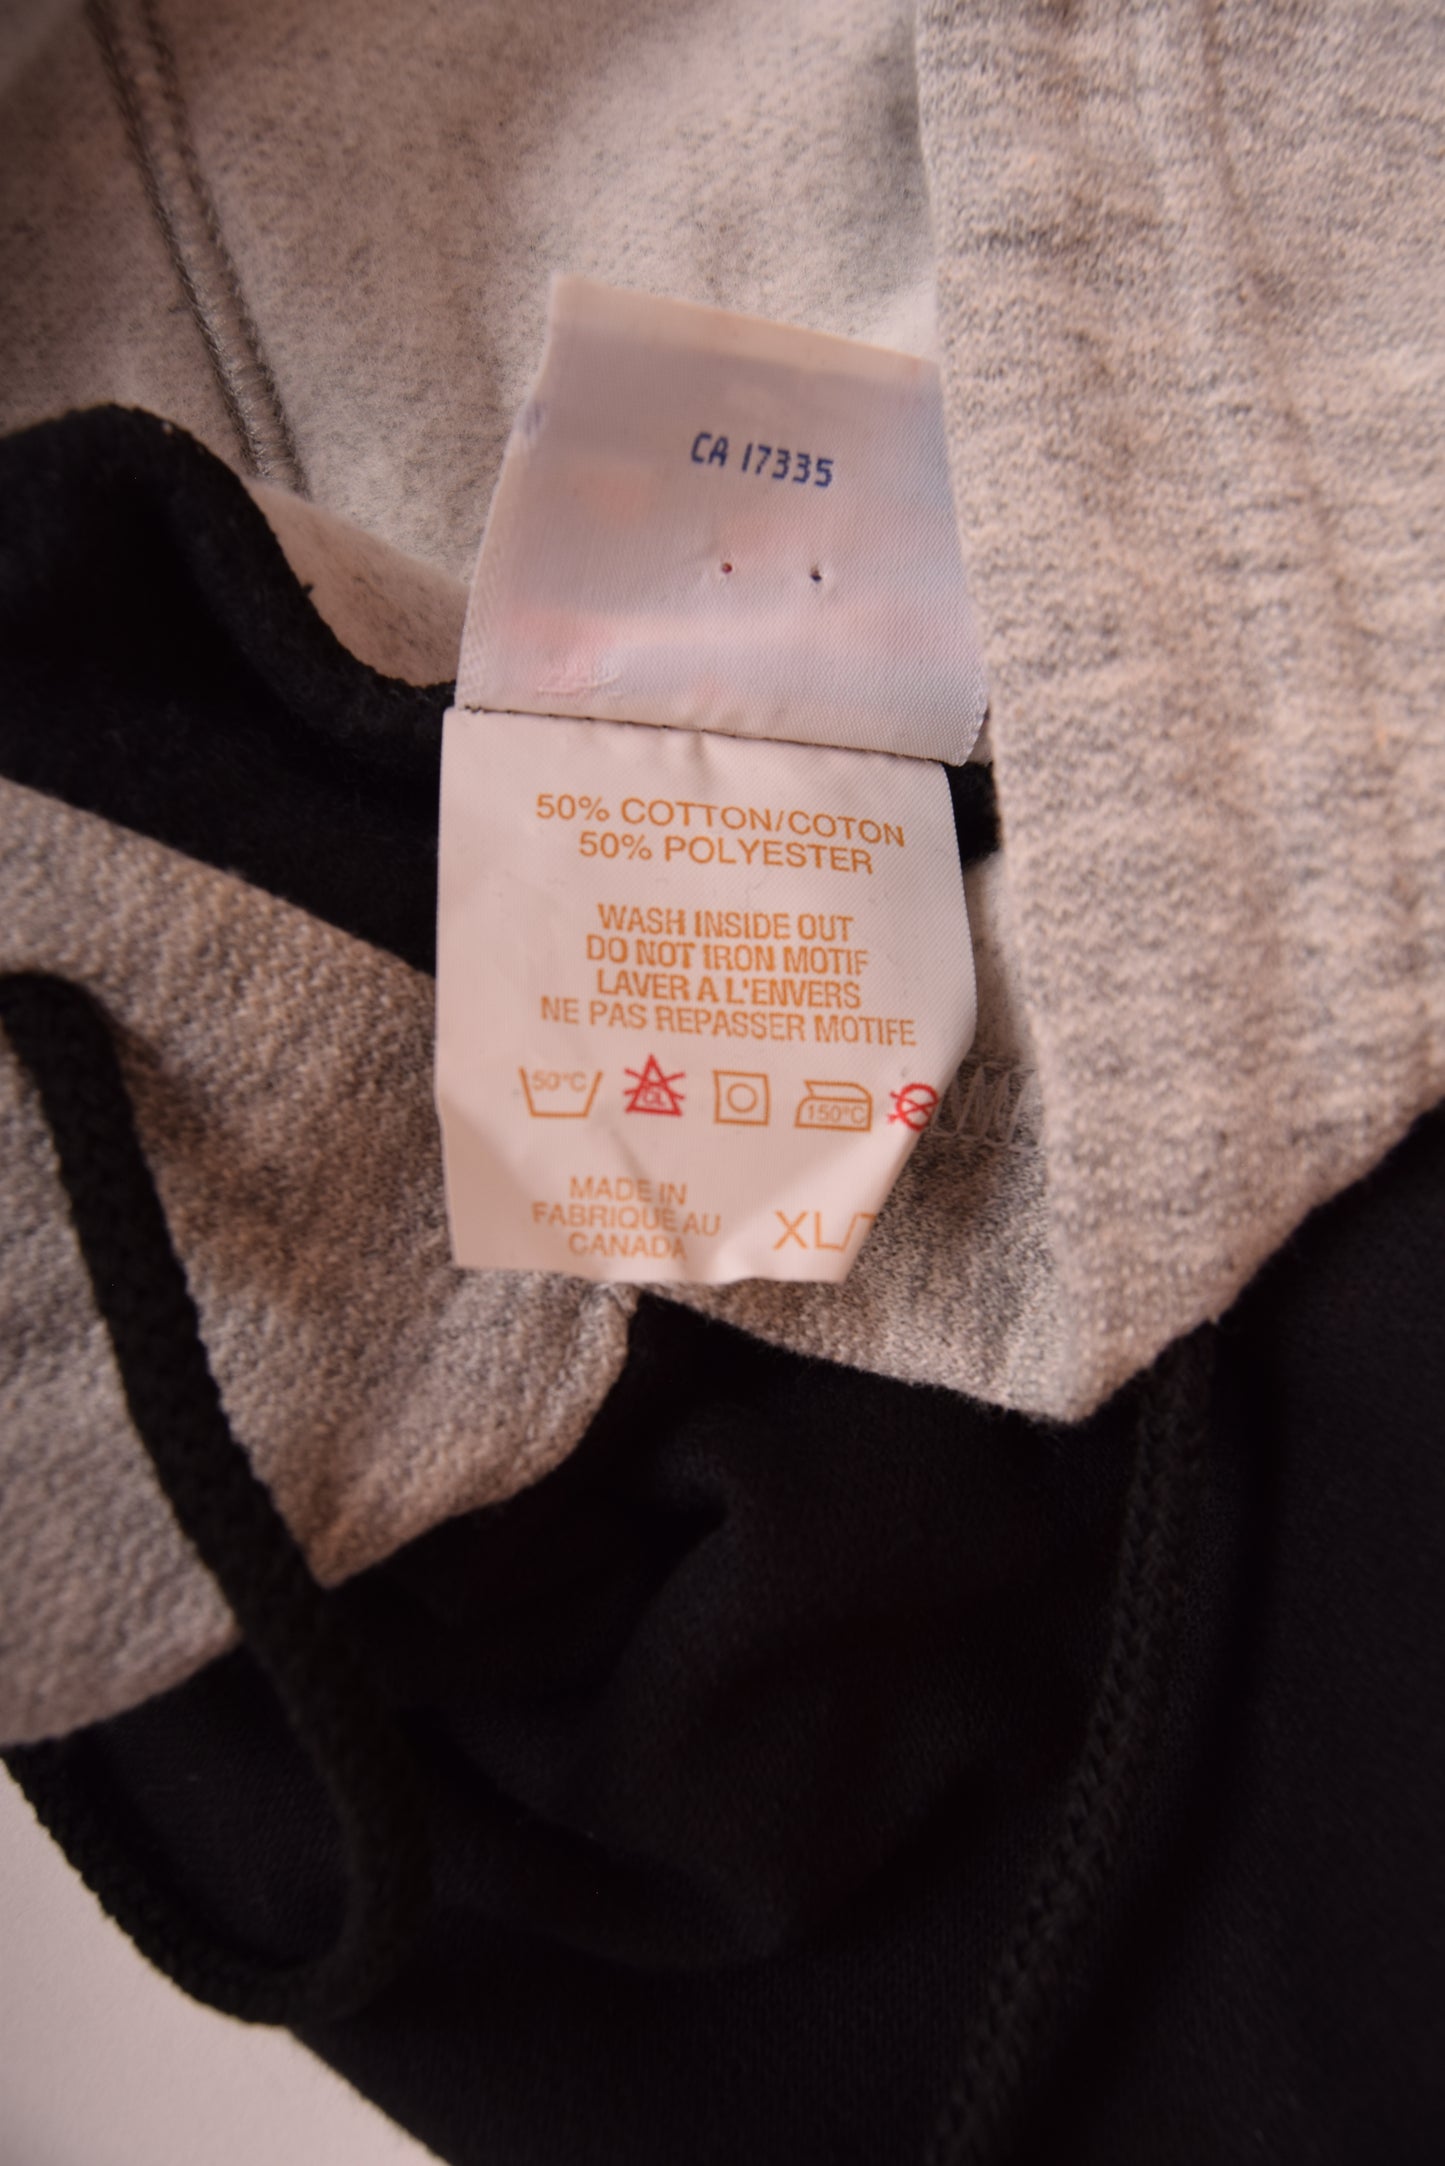 CA 17335
50% COTTON/COTON
50% POLYESTER
WASH INSIDE OUT
DO NOT IRON MOTIF
LAVER A L'ENVERS
NE PAS REPASSER MOTIFE
50°C CL 150°C
MADE IN
FABRIQUE AU
CANADA
XL/